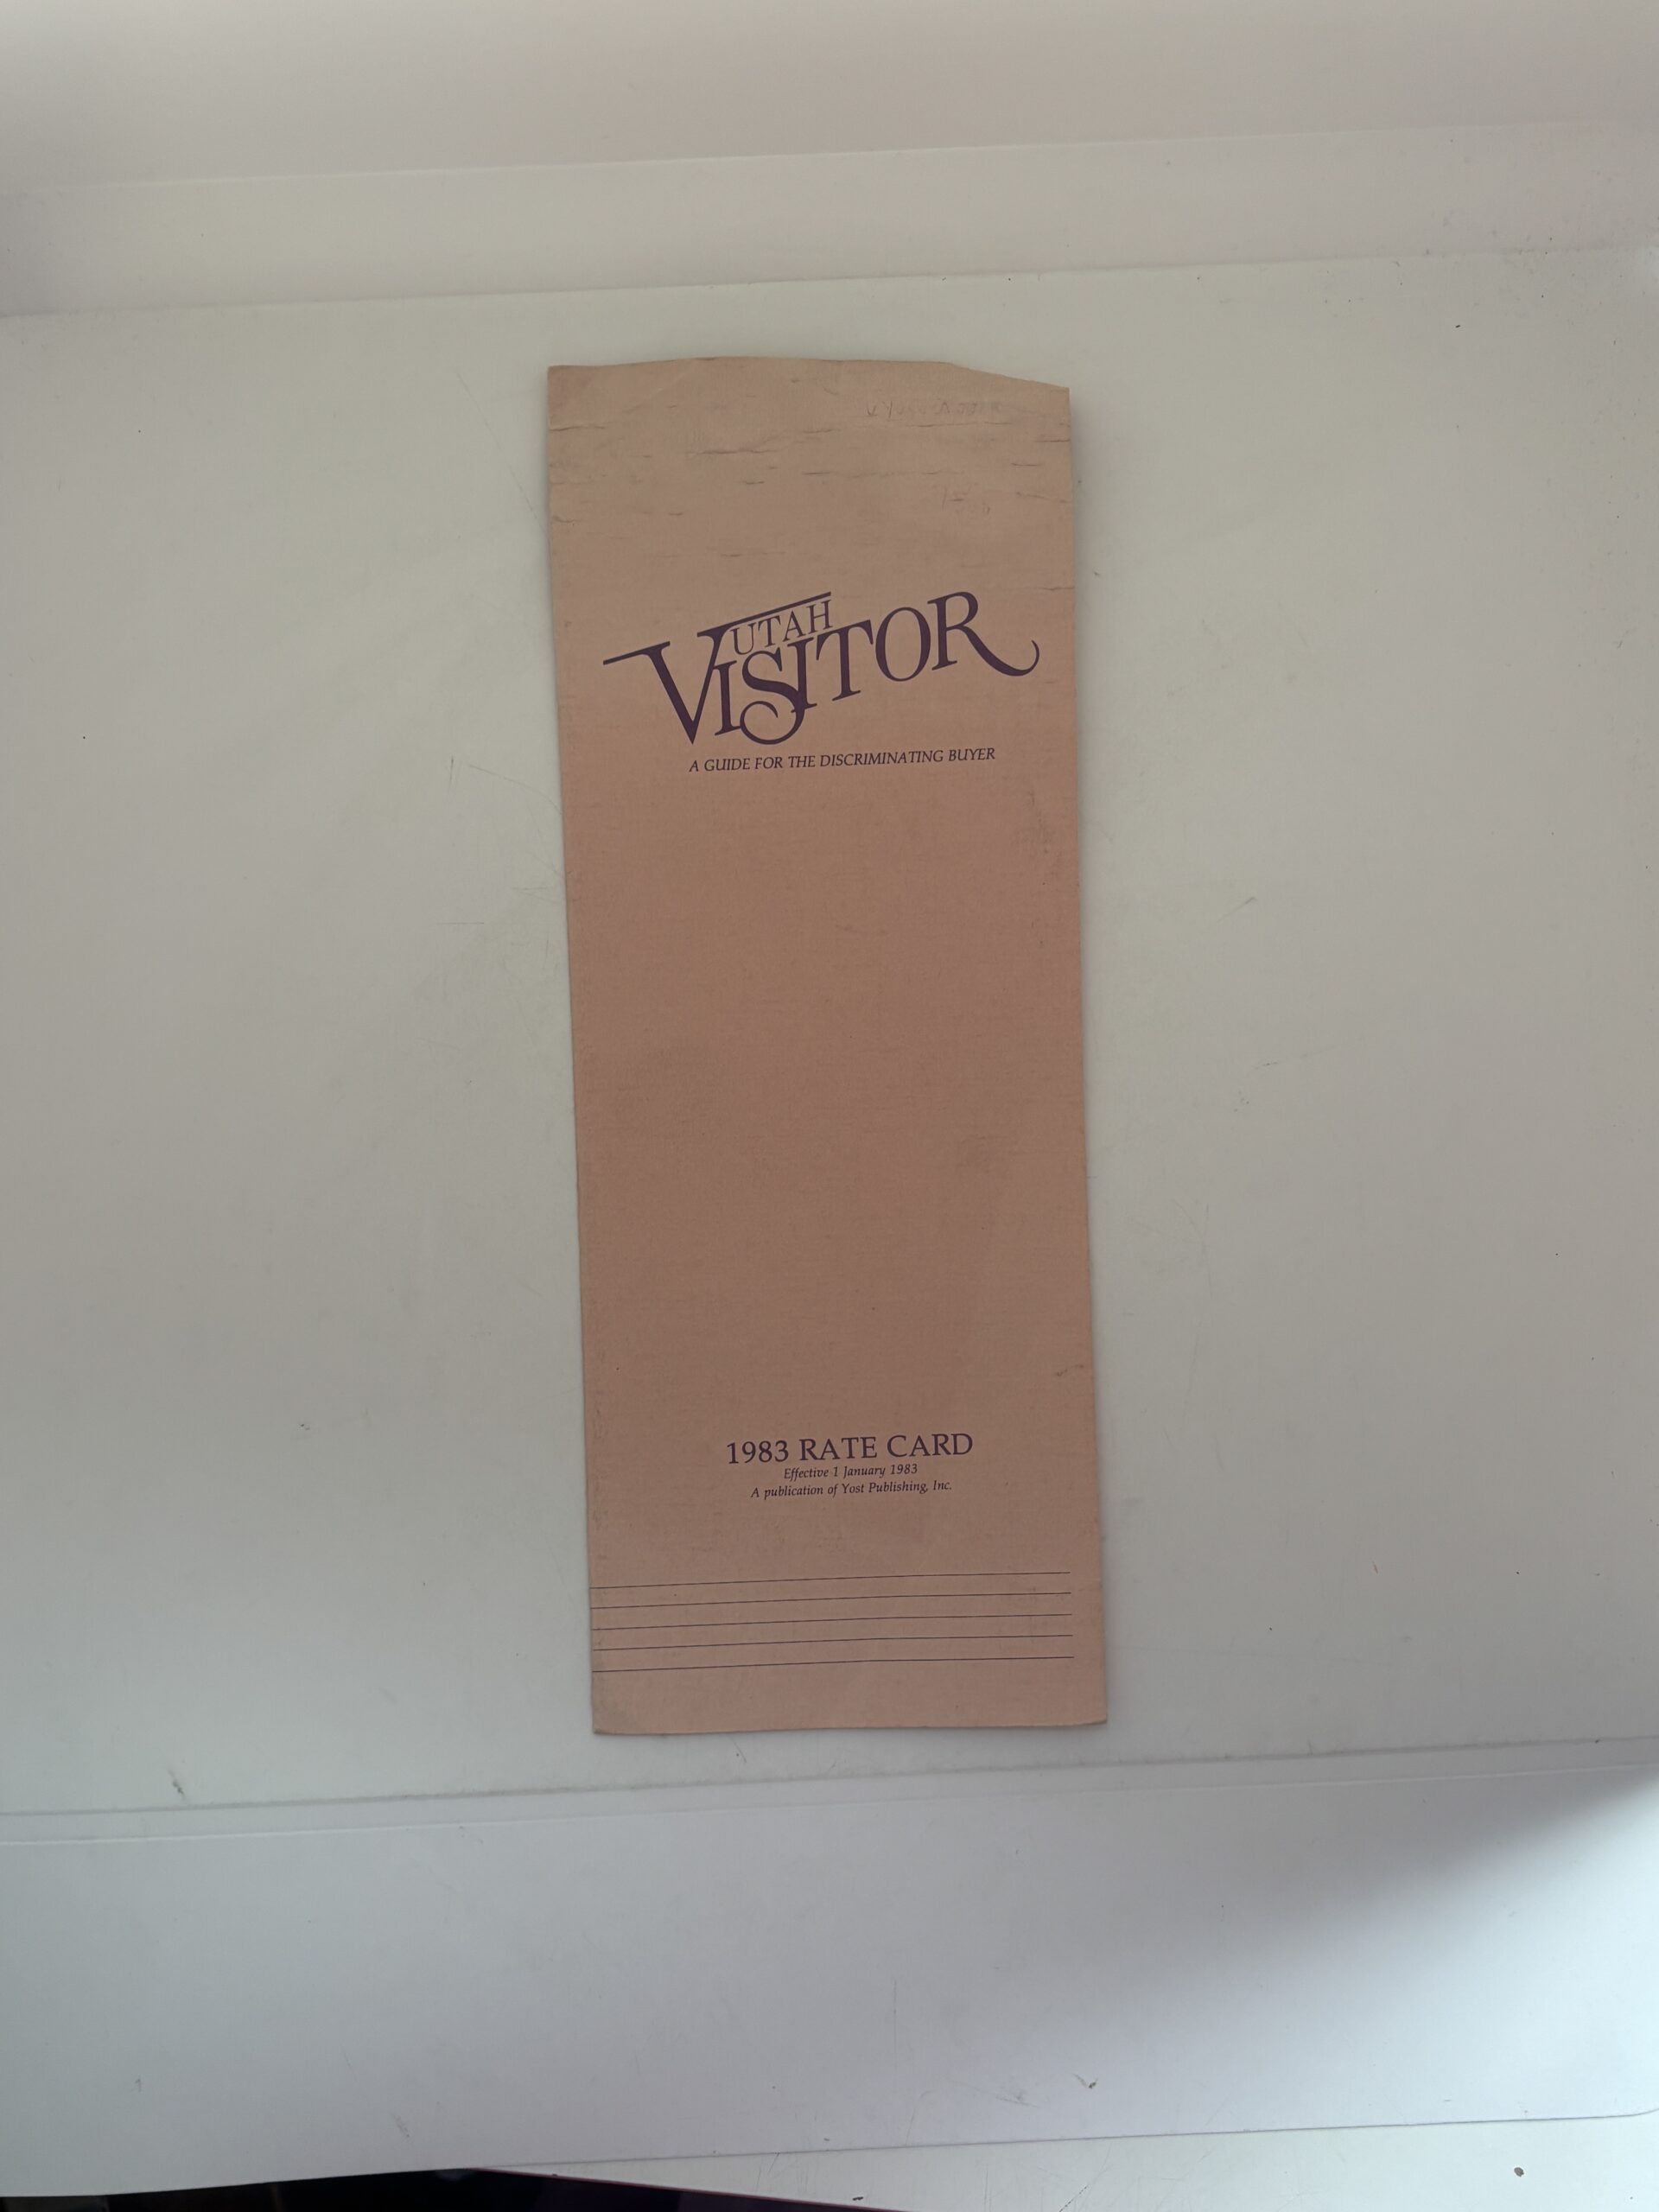 UTAH
VISITOR
A GUIDE FOR THE DISCRIMINATING BUYER
1983 RATE CARD
Effective 1 January 1983
A publication of Yost Publishing, Inc.